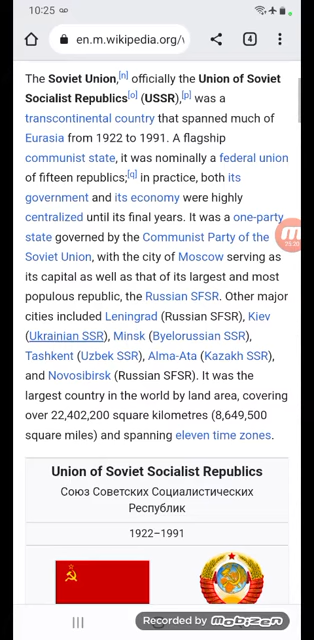 10:25
en.m.wikipedia.org/v
4
The Soviet Union,[n] officially the Union of Soviet
Socialist Republics[o] (USSR),[p] was a
transcontinental country that spanned much of
Eurasia from 1922 to 1991. A flagship
communist state, it was nominally a federal union
of fifteen republics;[q] in practice, both its
government and its economy were highly
centralized until its final years. It was a one-party
state governed by the Communist Party of the
Soviet Union, with the city of Moscow serving as
its capital as well as that of its largest and most
populous republic, the Russian SFSR. Other major
cities included Leningrad (Russian SFSR), Kiev
(Ukrainian SSR), Minsk (Byelorussian SSR),
Tashkent (Uzbek SSR), Alma-Ata (Kazakh SSR),
and Novosibirsk (Russian SFSR). It was the
largest country in the world by land area, covering
over 22,402,200 square kilometres (8,649,500
square miles) and spanning eleven time zones.
Union of Soviet Socialist Republics
Союз Советских Социалистических
Республик
1922–1991
Recorded by mobizen